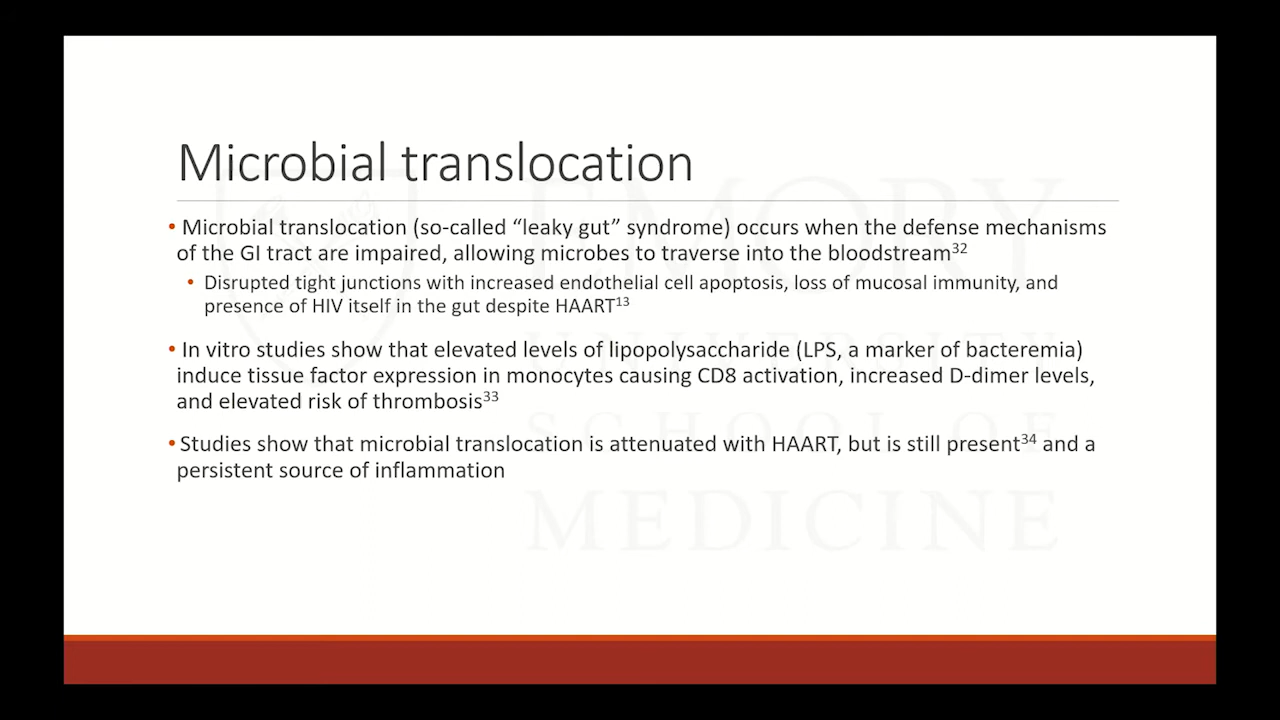 Microbial translocation
• Microbial translocation (so-called “leaky gut” syndrome) occurs when the defense mechanisms
of the GI tract are impaired, allowing microbes to traverse into the bloodstream³²
• Disrupted tight junctions with increased endothelial cell apoptosis, loss of mucosal immunity, and
presence of HIV itself in the gut despite HAART¹³
• In vitro studies show that elevated levels of lipopolysaccharide (LPS, a marker of bacteremia)
induce tissue factor expression in monocytes causing CD8 activation, increased D-dimer levels,
and elevated risk of thrombosis³³
• Studies show that microbial translocation is attenuated with HAART, but is still present³⁴ and a
persistent source of inflammation
EMORY
UNIVERSITY
SCHOOL OF
MEDICINE